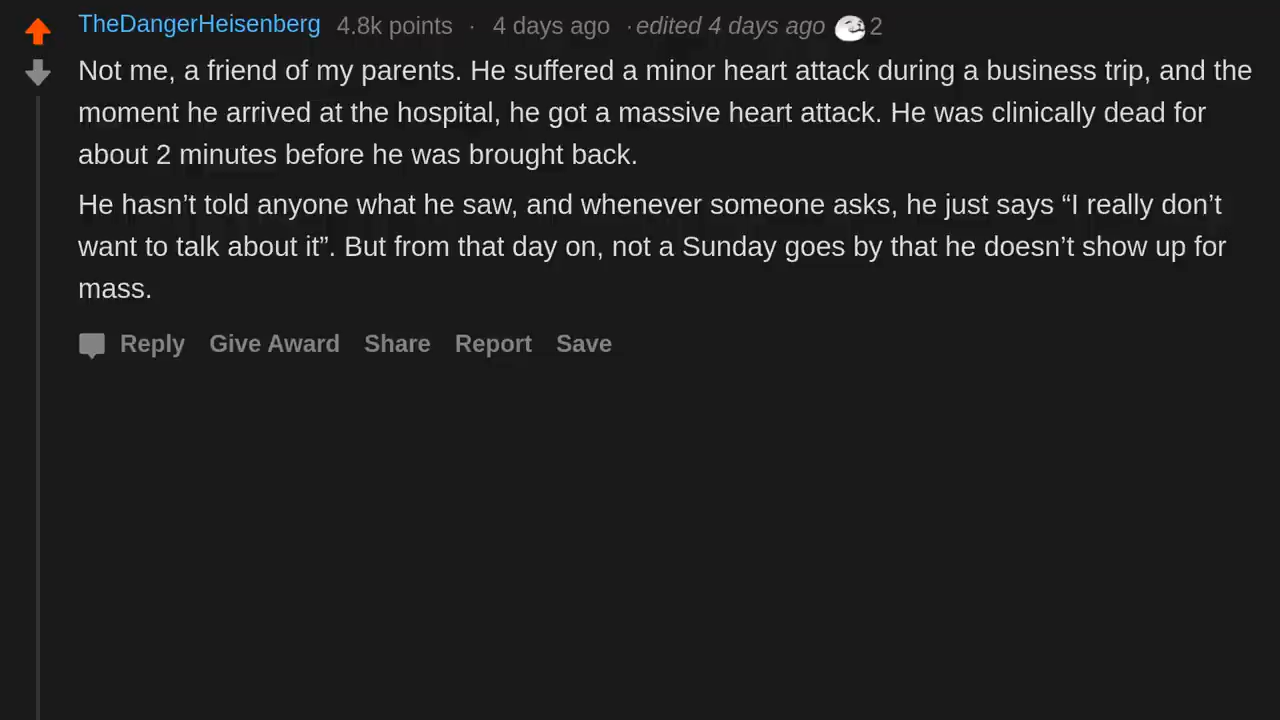 TheDangerHeisenberg 4.8k points · 4 days ago · edited 4 days ago 2
Not me, a friend of my parents. He suffered a minor heart attack during a business trip, and the
moment he arrived at the hospital, he got a massive heart attack. He was clinically dead for
about 2 minutes before he was brought back.
He hasn’t told anyone what he saw, and whenever someone asks, he just says “I really don’t
want to talk about it”. But from that day on, not a Sunday goes by that he doesn’t show up for
mass.
Reply Give Award Share Report Save